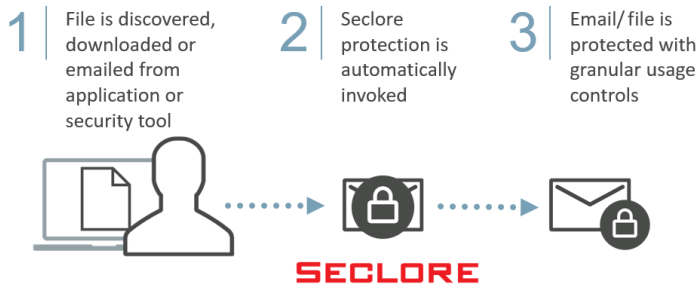 1
File is discovered,
downloaded or
emailed from
application or
security tool
2
Seclore
protection is
automatically
invoked
3
Email/file is
protected with
granular usage
controls
SECLORE